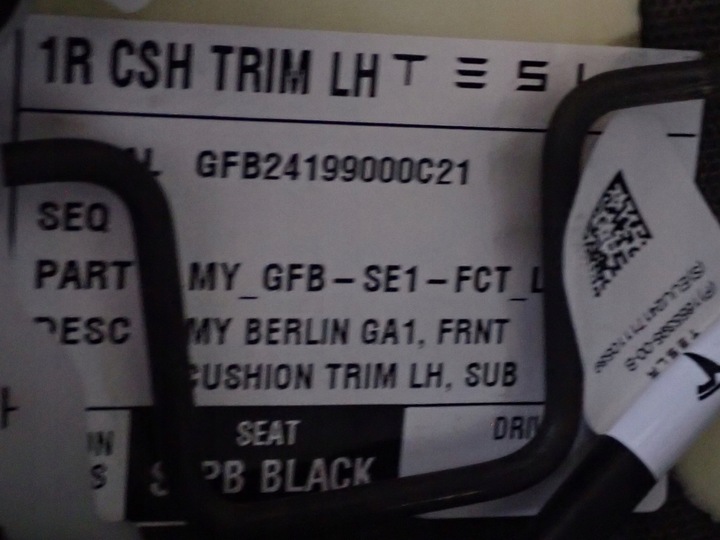 1R CSH TRIM LH TESL
GFB24199000C21
SEQ
PART MY_GFB-SE1-FCT_L
DESC MY BERLIN GA1, FRNT
CUSHION TRIM LH, SUB
SEAT
PB BLACK
TESLA